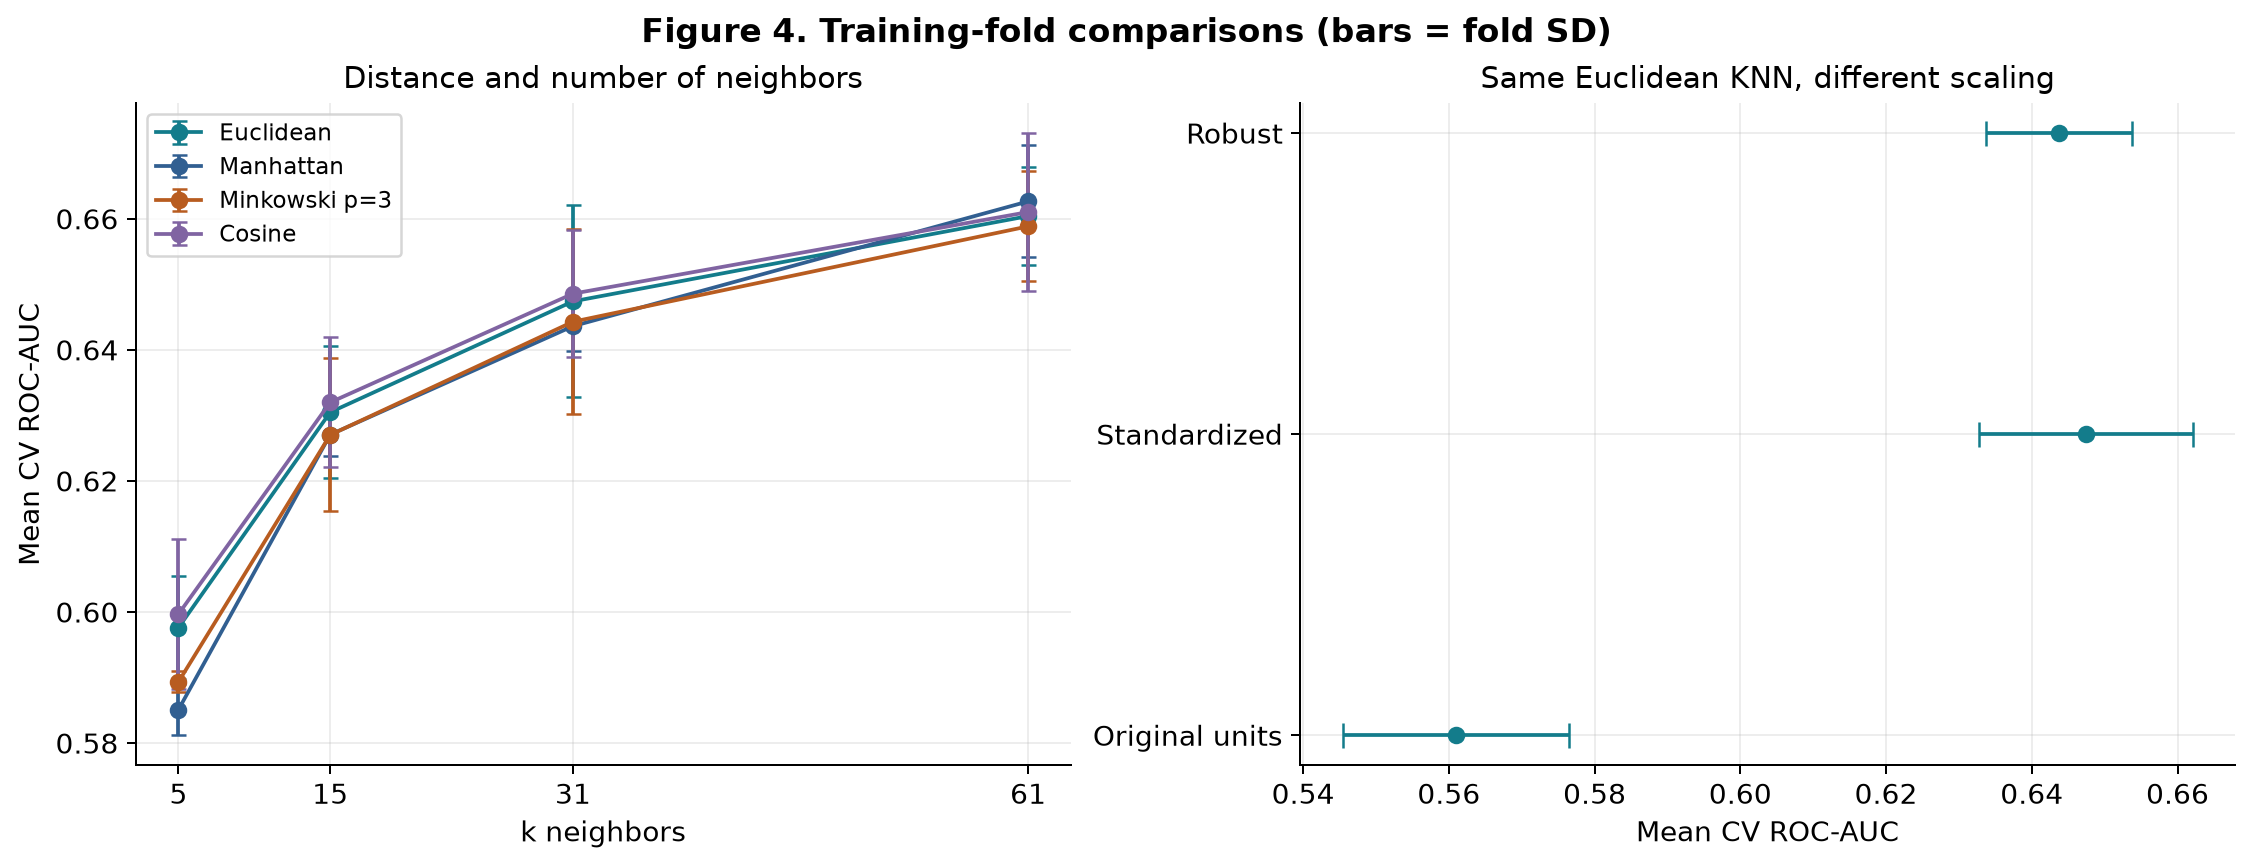 Figure 4. Training-fold comparisons (bars = fold SD)
Distance and number of neighbors
Euclidean
Manhattan
Minkowski p=3
Cosine
Mean CV ROC-AUC
0.66
0.64
0.62
0.60
0.58
5
15
31
61
k neighbors
Same Euclidean KNN, different scaling
Robust
Standardized
Original units
0.54
0.56
0.58
0.60
0.62
0.64
0.66
Mean CV ROC-AUC